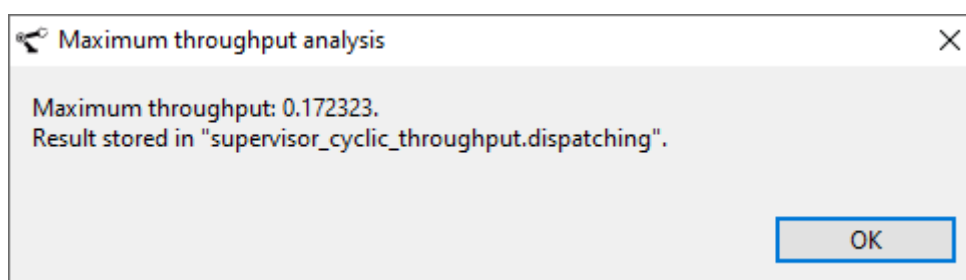 Maximum throughput analysis
Maximum throughput: 0.172323.
Result stored in "supervisor_cyclic_throughput.dispatching".
OK